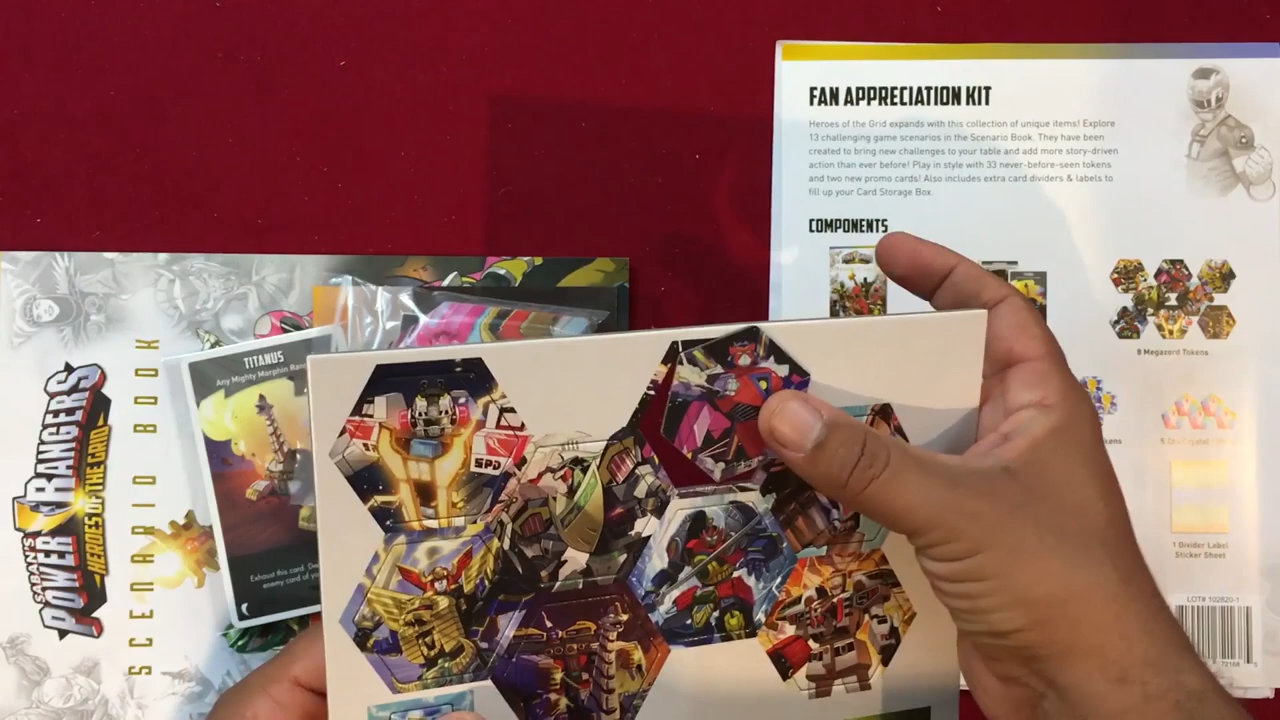 FAN APPRECIATION KIT
Heroes of the Grid expands with this collection of unique items! Explore
13 challenging game scenarios in the Scenario Book. They have been
created to bring new challenges to your table and add more story-driven
action than ever before! Play in style with 33 never-before-seen tokens
and two new promo cards! Also includes extra card dividers & labels to
fill up your Card Storage Box.
COMPONENTS
8 Megazord Tokens
1 Divider Label
Sticker Sheet
LOT# 102820-1
72168
5
SABAN'S
POWER RANGERS
HEROES OF THE GRID
SCENARIO BOOK
TITANUS
Any Mighty Morphin
Exhaust this card.
enemy card of
SPD